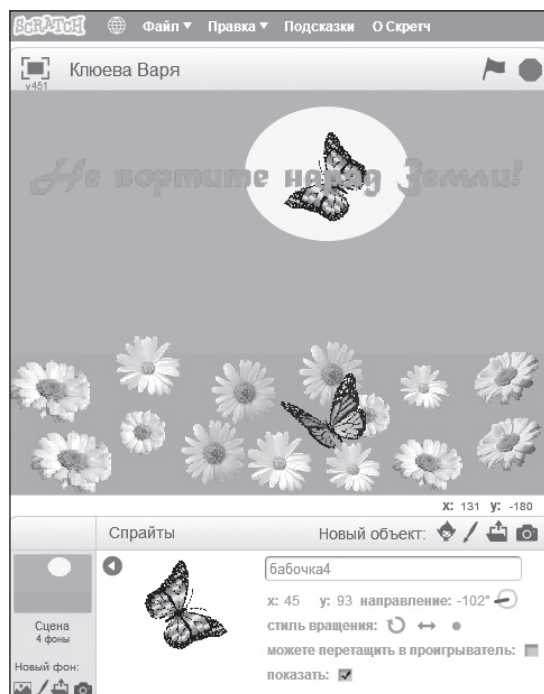 SCRATCH Файл ▼ Правка ▼ Подсказки О Скретч
Клюева Варя
v451
Не портите наряд Земли!
x: 131 y: -180
Спрайты Новый объект:
бабочка4
x: 45 y: 93 направление: -102°
Сцена
4 фоны
стиль вращения:
можете перетащить в проигрыватель:
Новый фон:
показать: